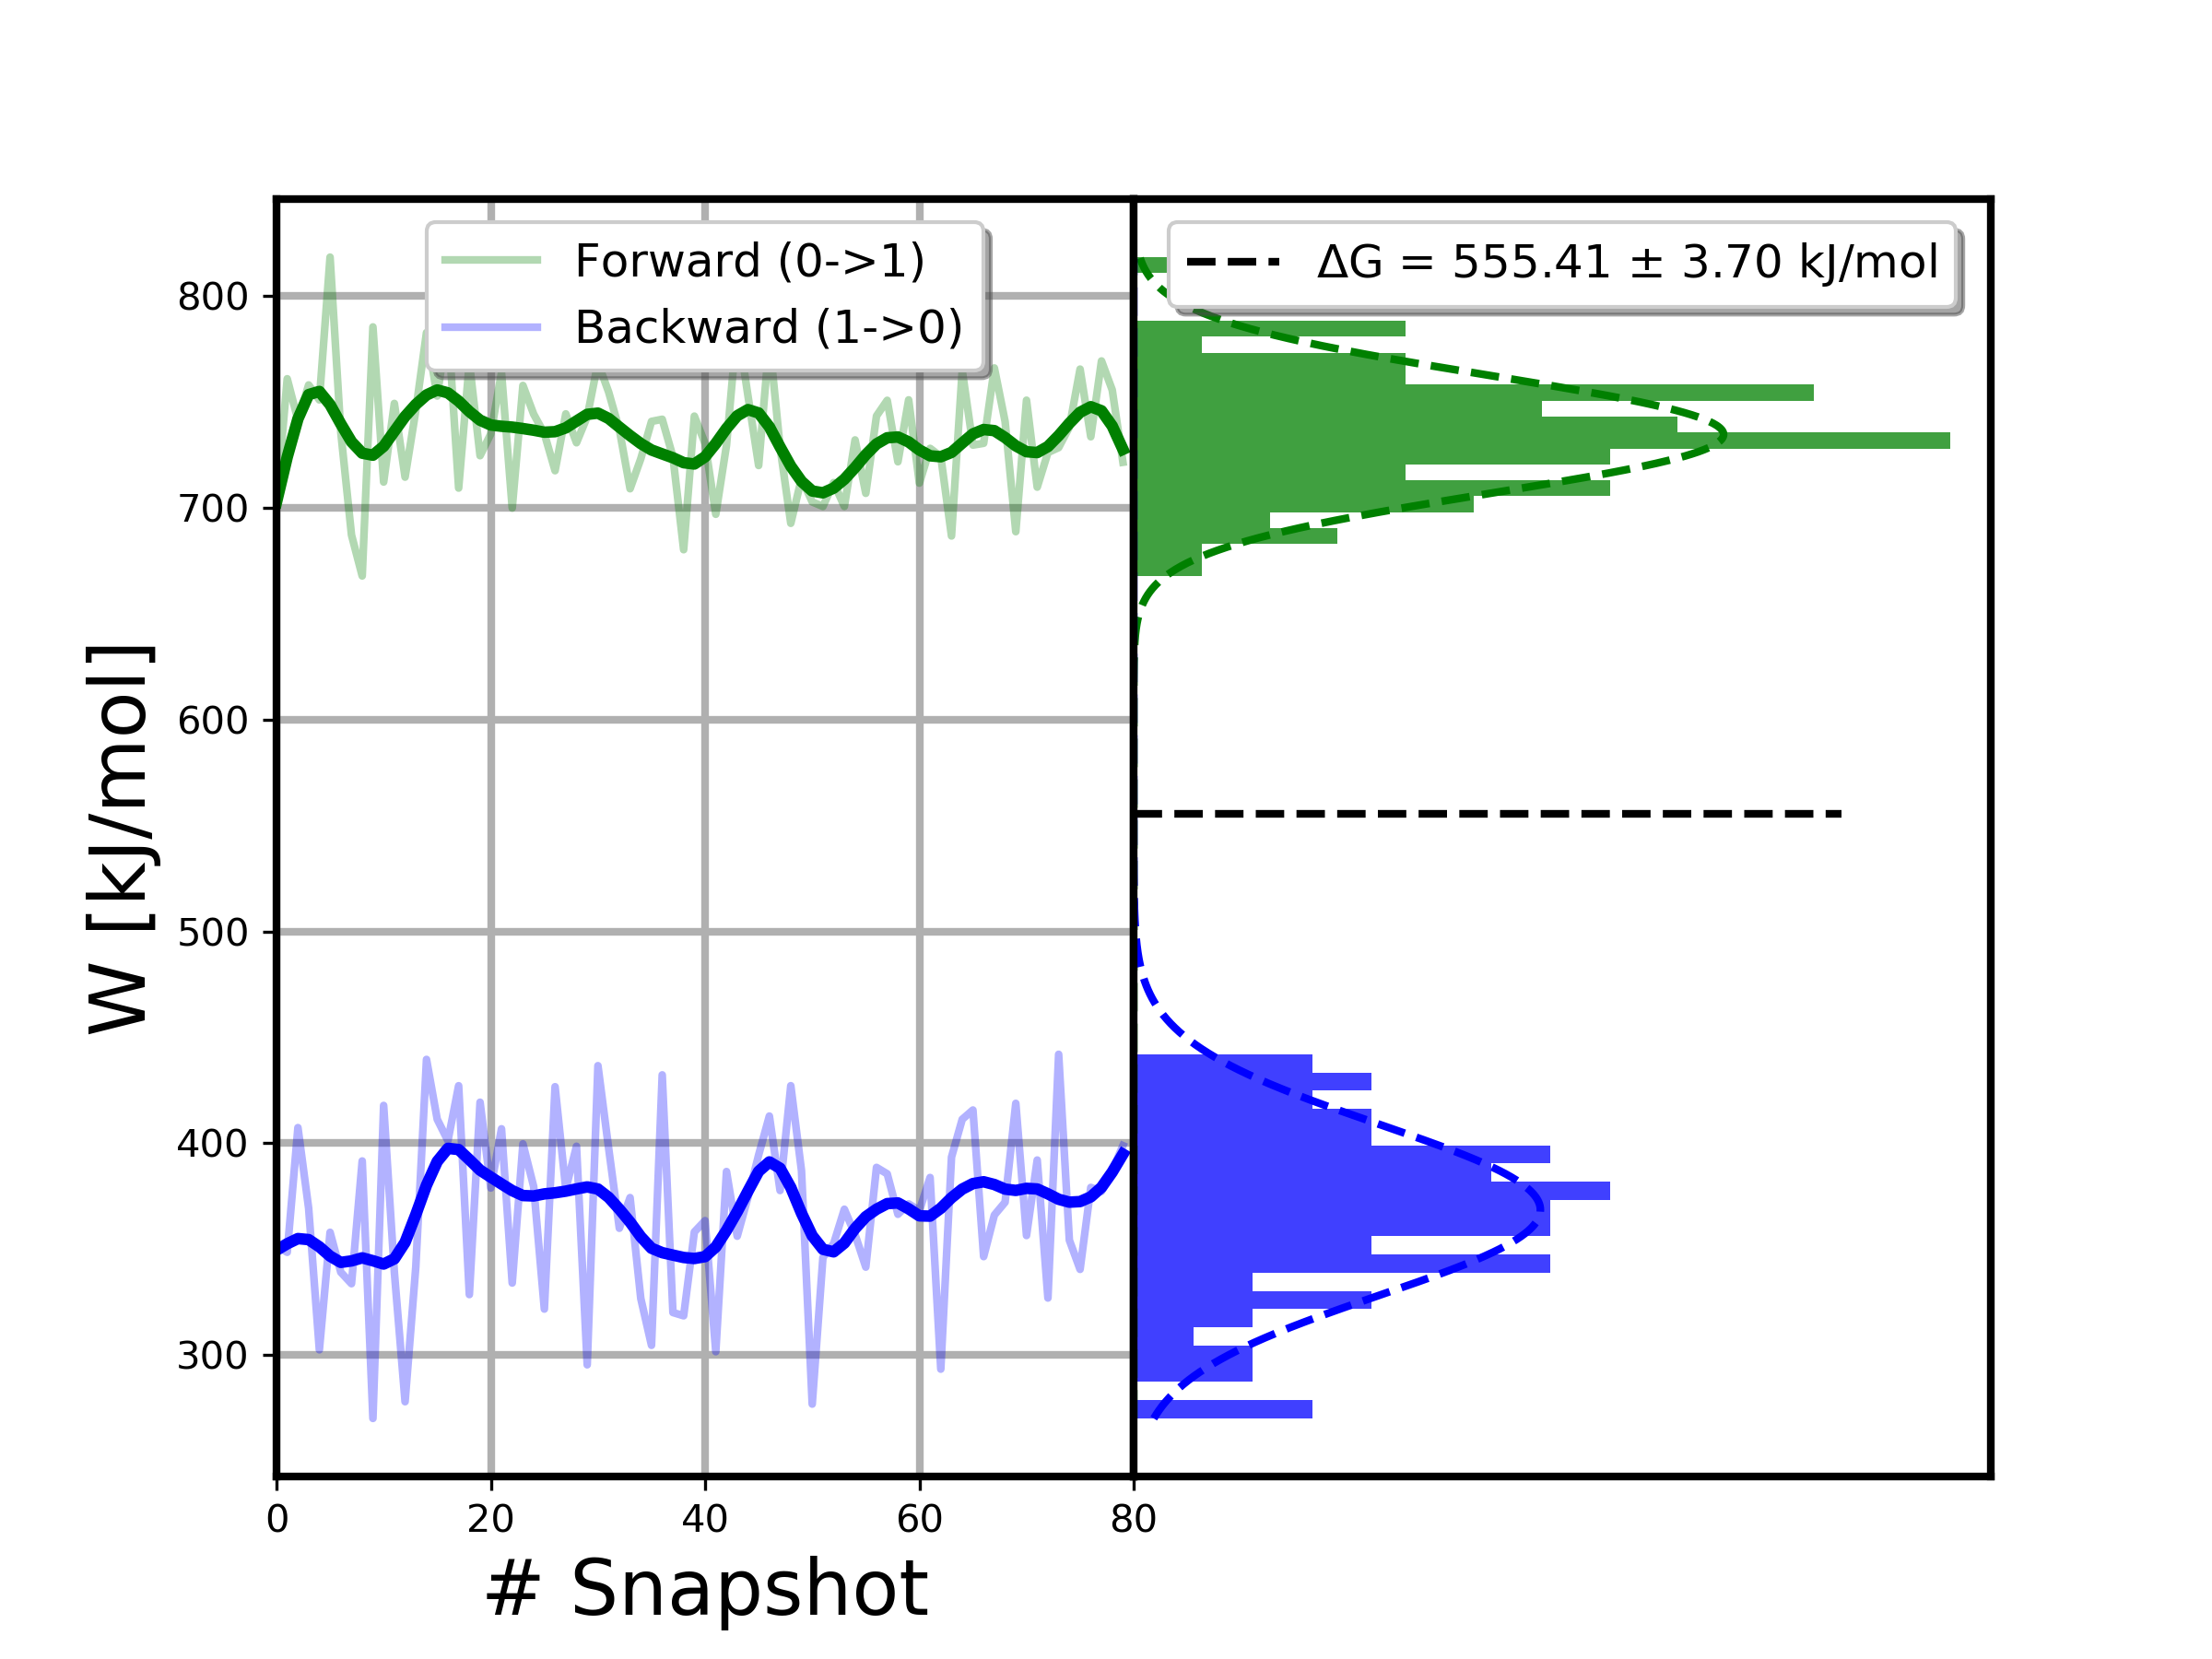 Forward (0->1)
Backward (1->0)
ΔG = 555.41 ± 3.70 kJ/mol
800
700
600
500
400
300
W [kJ/mol]
0 20 40 60 80
# Snapshot